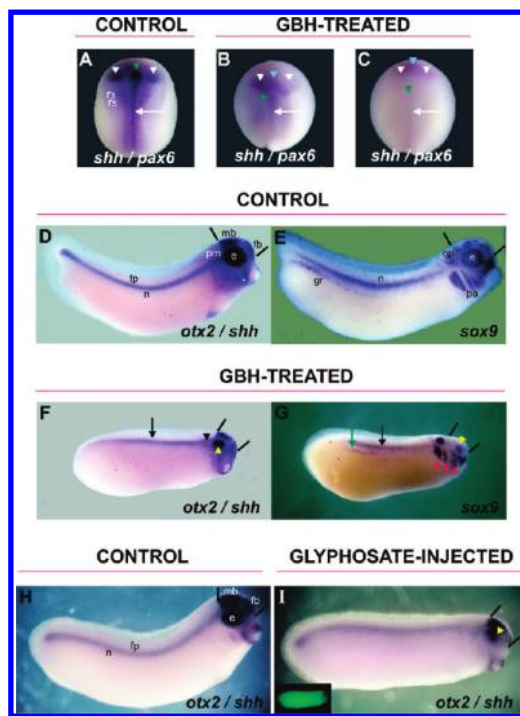 CONTROL GBH-TREATED
A B C
rs
shh / pax6 shh / pax6 shh / pax6
CONTROL
D mb fb E
pm e op e
fp n gr n pa
otx2 / shh sox9
GBH-TREATED
F G
otx2 / shh sox9
CONTROL GLYPHOSATE-INJECTED
H mb fb I
e
n fp
otx2 / shh otx2 / shh